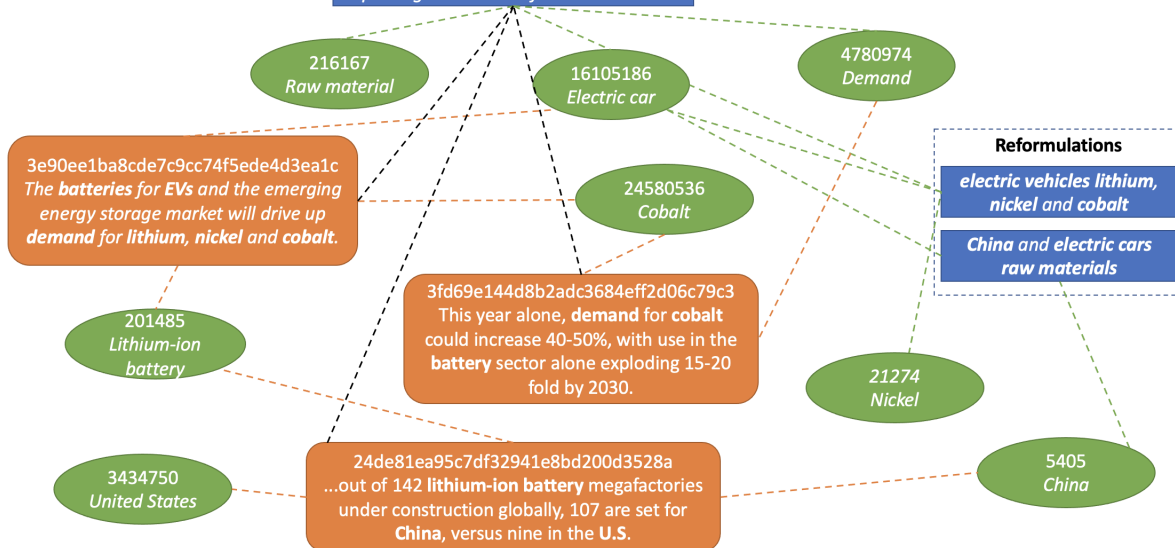 216167
Raw material
16105186
Electric car
4780974
Demand
3e90ee1ba8cde7c9cc74f5ede4d3ea1c
The batteries for EVs and the emerging
energy storage market will drive up
demand for lithium, nickel and cobalt.
24580536
Cobalt
Reformulations
electric vehicles lithium,
nickel and cobalt
China and electric cars
raw materials
3fd69e144d8b2adc3684eff2d06c79c3
This year alone, demand for cobalt
could increase 40-50%, with use in the
battery sector alone exploding 15-20
fold by 2030.
201485
Lithium-ion
battery
21274
Nickel
3434750
United States
24de81ea95c7df32941e8bd200d3528a
...out of 142 lithium-ion battery megafactories
under construction globally, 107 are set for
China, versus nine in the U.S.
5405
China